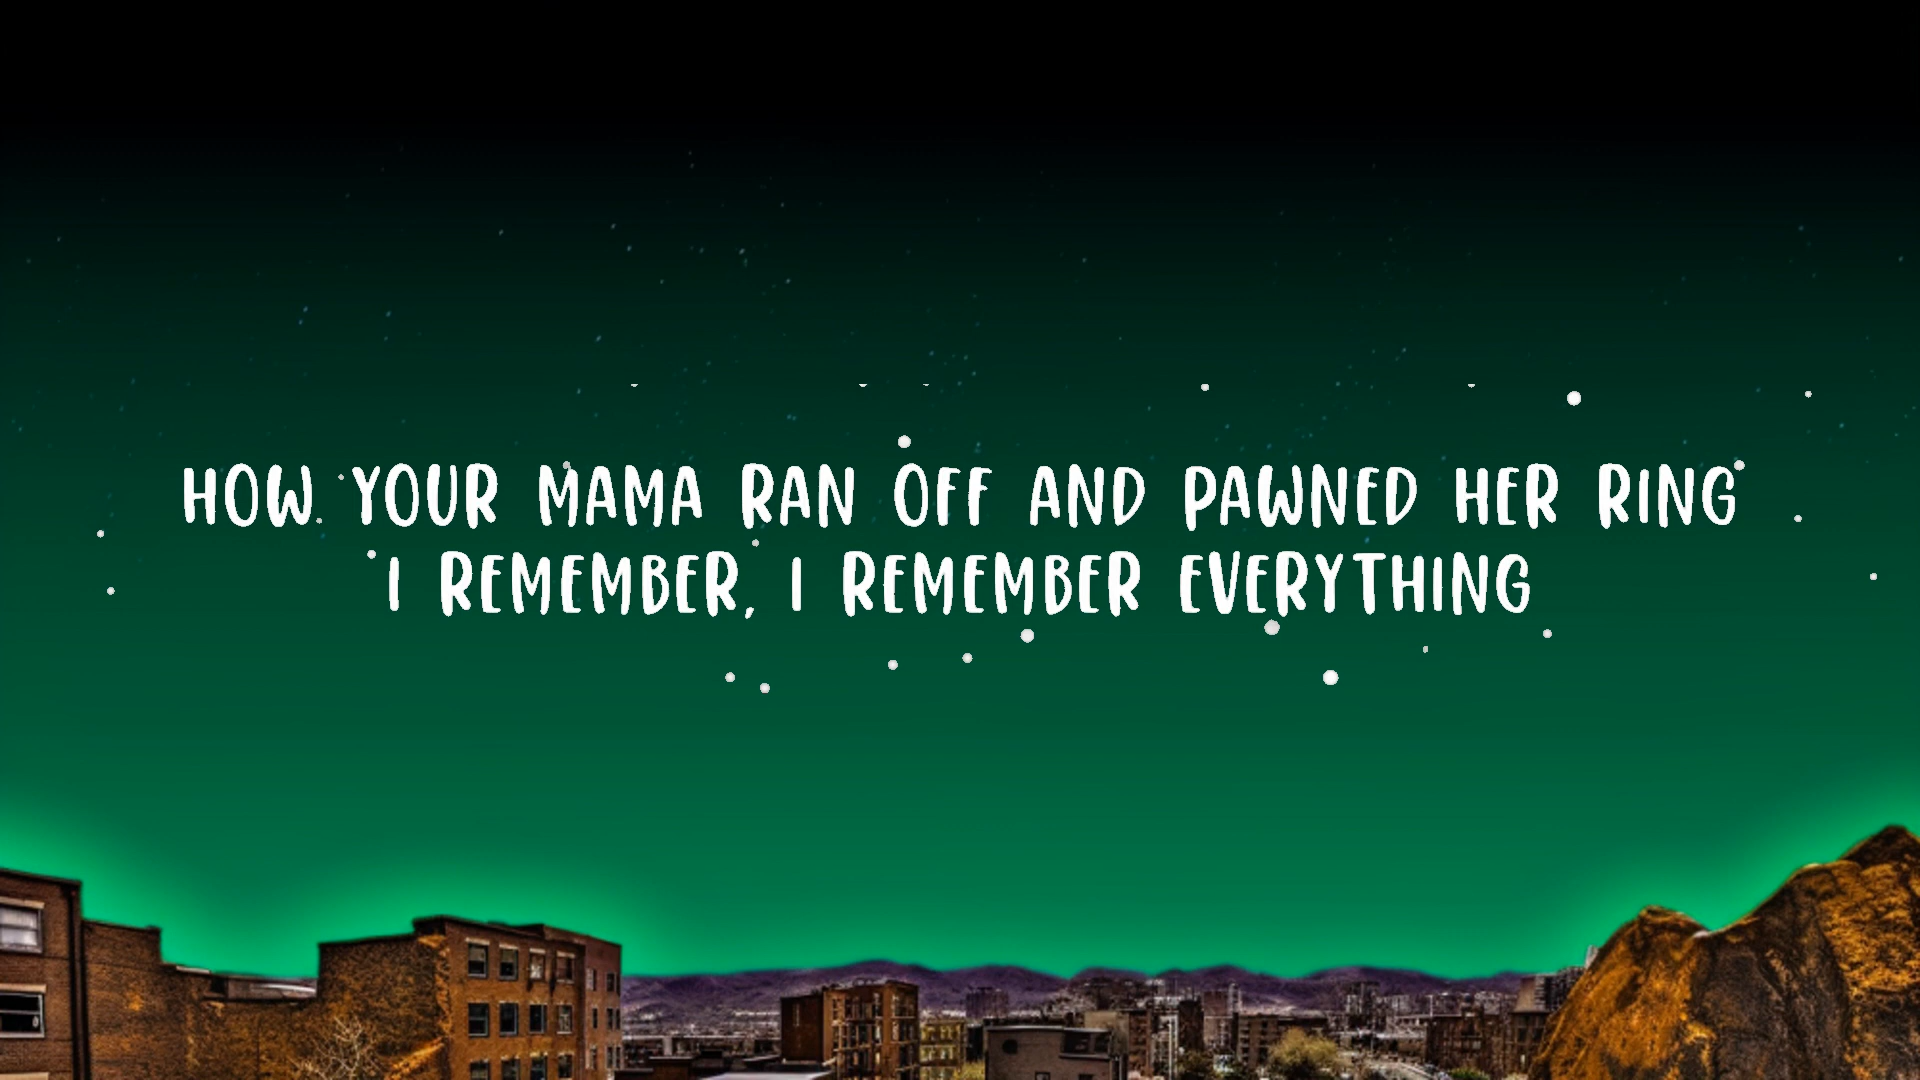 HOW YOUR MAMA RAN OFF AND PAWNED HER RING
I REMEMBER, I REMEMBER EVERYTHING